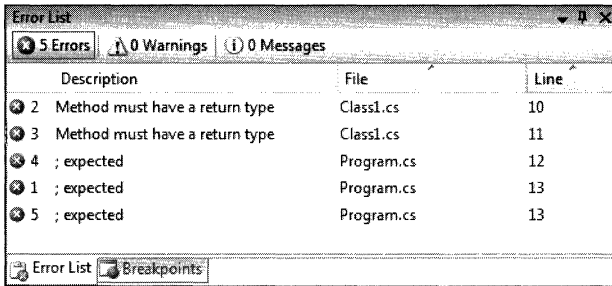 Error List
5 Errors 0 Warnings 0 Messages
Description File Line
2 Method must have a return type Class1.cs 10
3 Method must have a return type Class1.cs 11
4 ; expected Program.cs 12
1 ; expected Program.cs 13
5 ; expected Program.cs 13
Error List Breakpoints